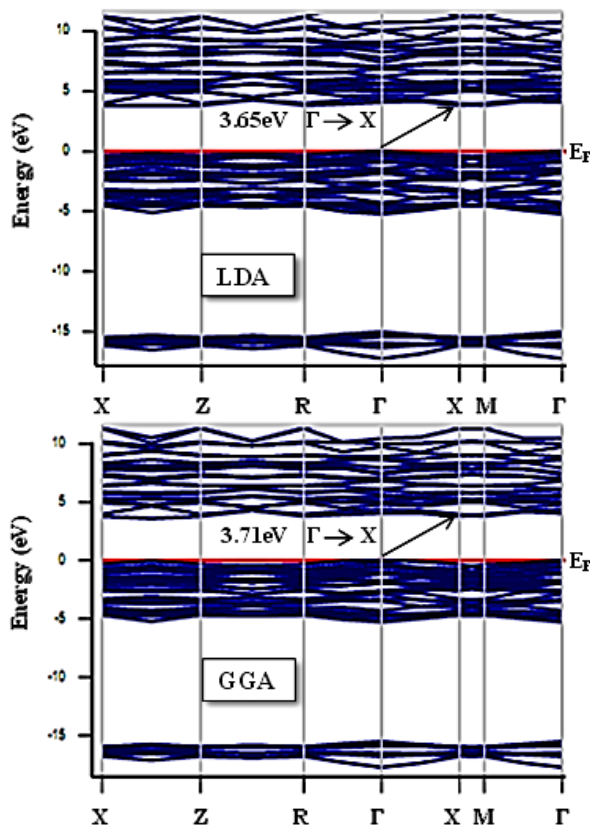 10
5
3.65eV Γ → X
0
E_F
-5
-10
LDA
-15
Energy (eV)
X Z R Γ X M Γ
10
5
3.71eV Γ → X
0
E_F
-5
-10
GGA
-15
Energy (eV)
X Z R Γ X M Γ